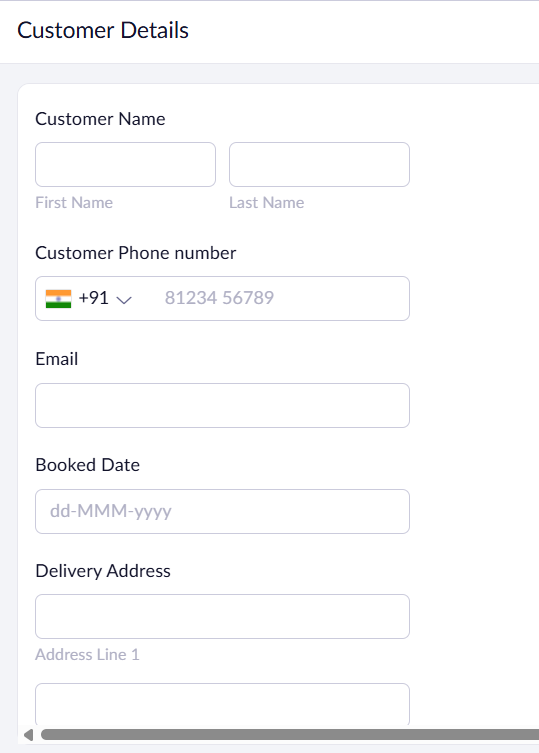 Customer Details
Customer Name
First Name Last Name
Customer Phone number
+91 81234 56789
Email
Booked Date
dd-MMM-yyyy
Delivery Address
Address Line 1